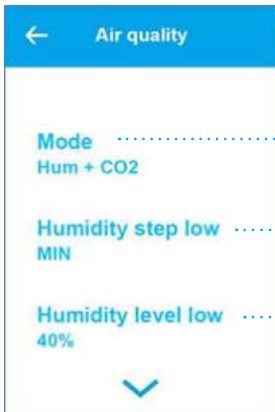 Air quality
Mode
Hum + CO2
Humidity step low
MIN
Humidity level low
40%